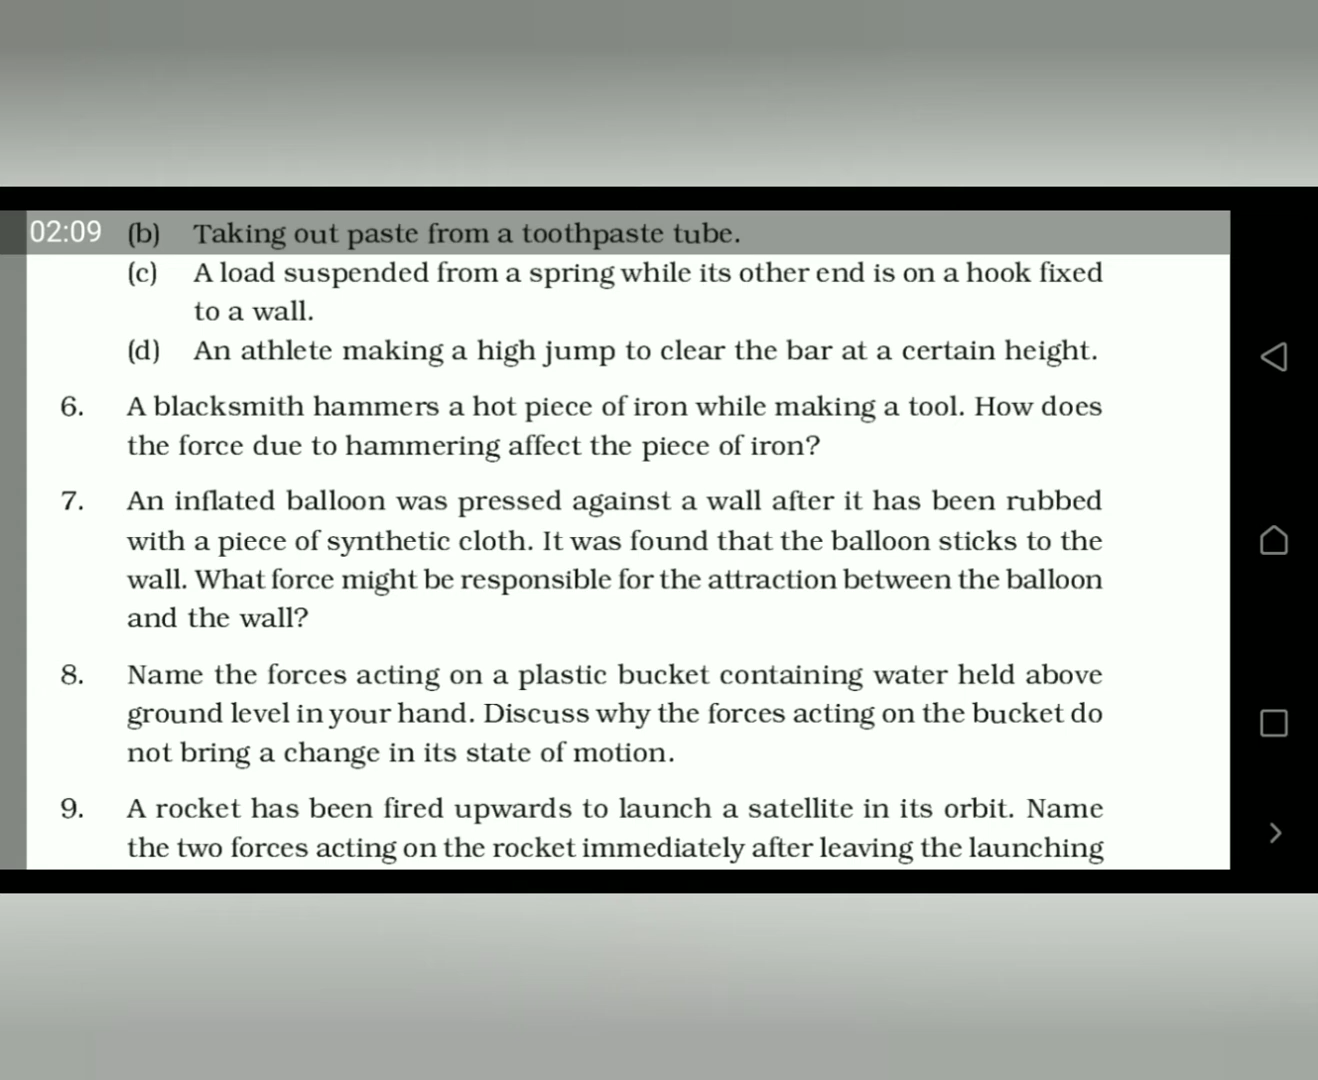 02:09 (b) Taking out paste from a toothpaste tube.
(c) A load suspended from a spring while its other end is on a hook fixed
to a wall.
(d) An athlete making a high jump to clear the bar at a certain height.
6. A blacksmith hammers a hot piece of iron while making a tool. How does
the force due to hammering affect the piece of iron?
7. An inflated balloon was pressed against a wall after it has been rubbed
with a piece of synthetic cloth. It was found that the balloon sticks to the
wall. What force might be responsible for the attraction between the balloon
and the wall?
8. Name the forces acting on a plastic bucket containing water held above
ground level in your hand. Discuss why the forces acting on the bucket do
not bring a change in its state of motion.
9. A rocket has been fired upwards to launch a satellite in its orbit. Name
the two forces acting on the rocket immediately after leaving the launching